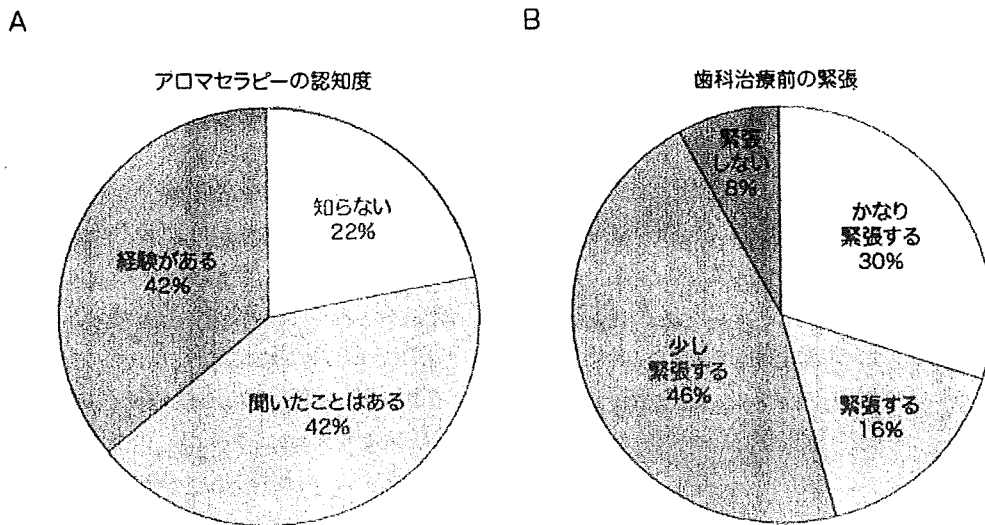 A
アロマセラピーの認知度
知らない
22%
経験がある
42%
聞いたことはある
42%
B
歯科治療前の緊張
緊張
しない
8%
かなり
緊張する
30%
少し
緊張する
46%
緊張する
16%